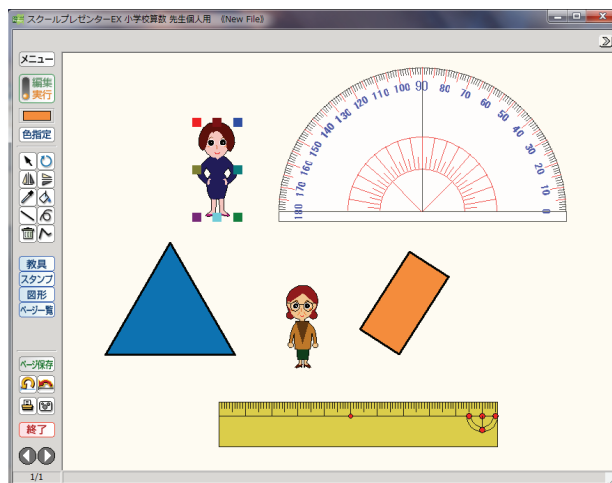 スクールプレゼンターEX 小学校算数 先生個人用 《New File》
メニュー
編集
実行
色指定
教具
スタンプ
図形
ページ一覧
ページ保存
終了
1/1
180 170 160 150 140 130 120 110 100 90 80 70 60 50 40 30 20 10 0